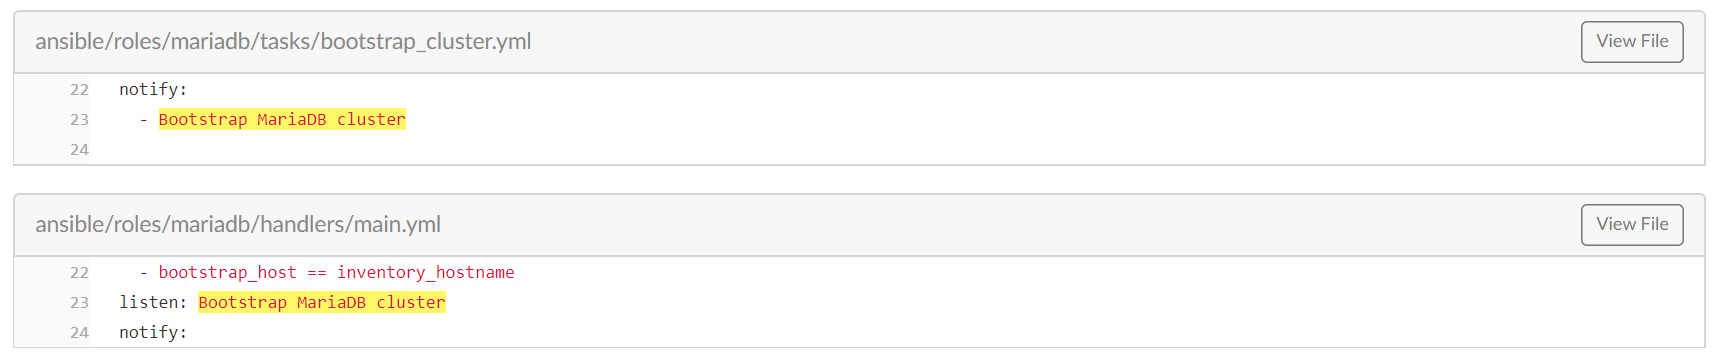 ansible/roles/mariadb/tasks/bootstrap_cluster.yml
View File
22 notify:
23 - Bootstrap MariaDB cluster
24
ansible/roles/mariadb/handlers/main.yml
View File
22 - bootstrap_host == inventory_hostname
23 listen: Bootstrap MariaDB cluster
24 notify: